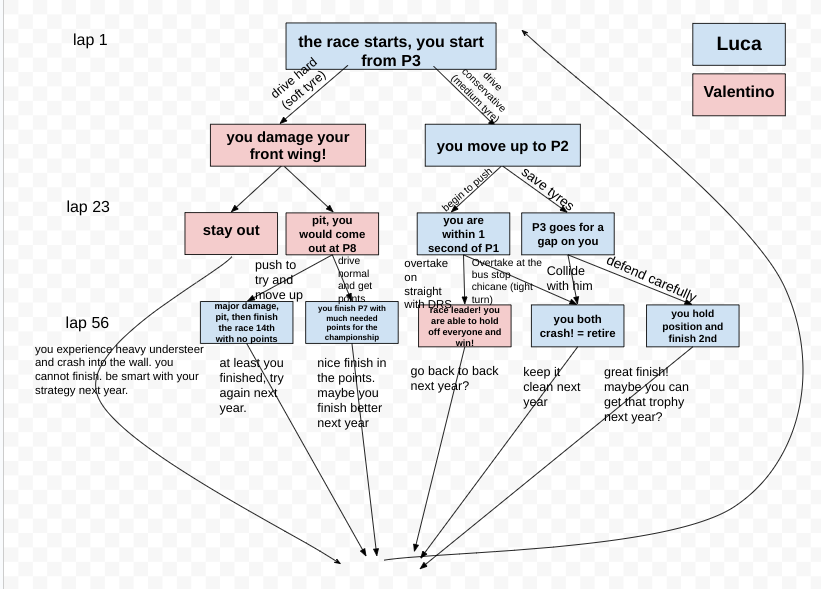 lap 1
the race starts, you start
from P3
Luca
Valentino
drive hard
(soft tyre)
drive
conservative
(medium tyre)
you damage your
front wing!
you move up to P2
begin to push
save tyres
lap 23
stay out
pit, you
would come
out at P8
you are
within 1
second of P1
P3 goes for a
gap on you
push to
try and
move up
drive
normal
and get
points
overtake
on
straight
with DRS
Overtake at the
bus stop
chicane (tight
turn)
Collide
with him
defend carefully
lap 56
major damage,
pit, then finish
the race 14th
with no points
you finish P7 with
much needed
points for the
championship
race leader! you
are able to hold
off everyone and
win!
you both
crash! = retire
you hold
position and
finish 2nd
you experience heavy understeer
and crash into the wall. you
cannot finish. be smart with your
strategy next year.
at least you
finished, try
again next
year.
nice finish in
the points.
maybe you
finish better
next year
go back to back
next year?
keep it
clean next
year
great finish!
maybe you can
get that trophy
next year?